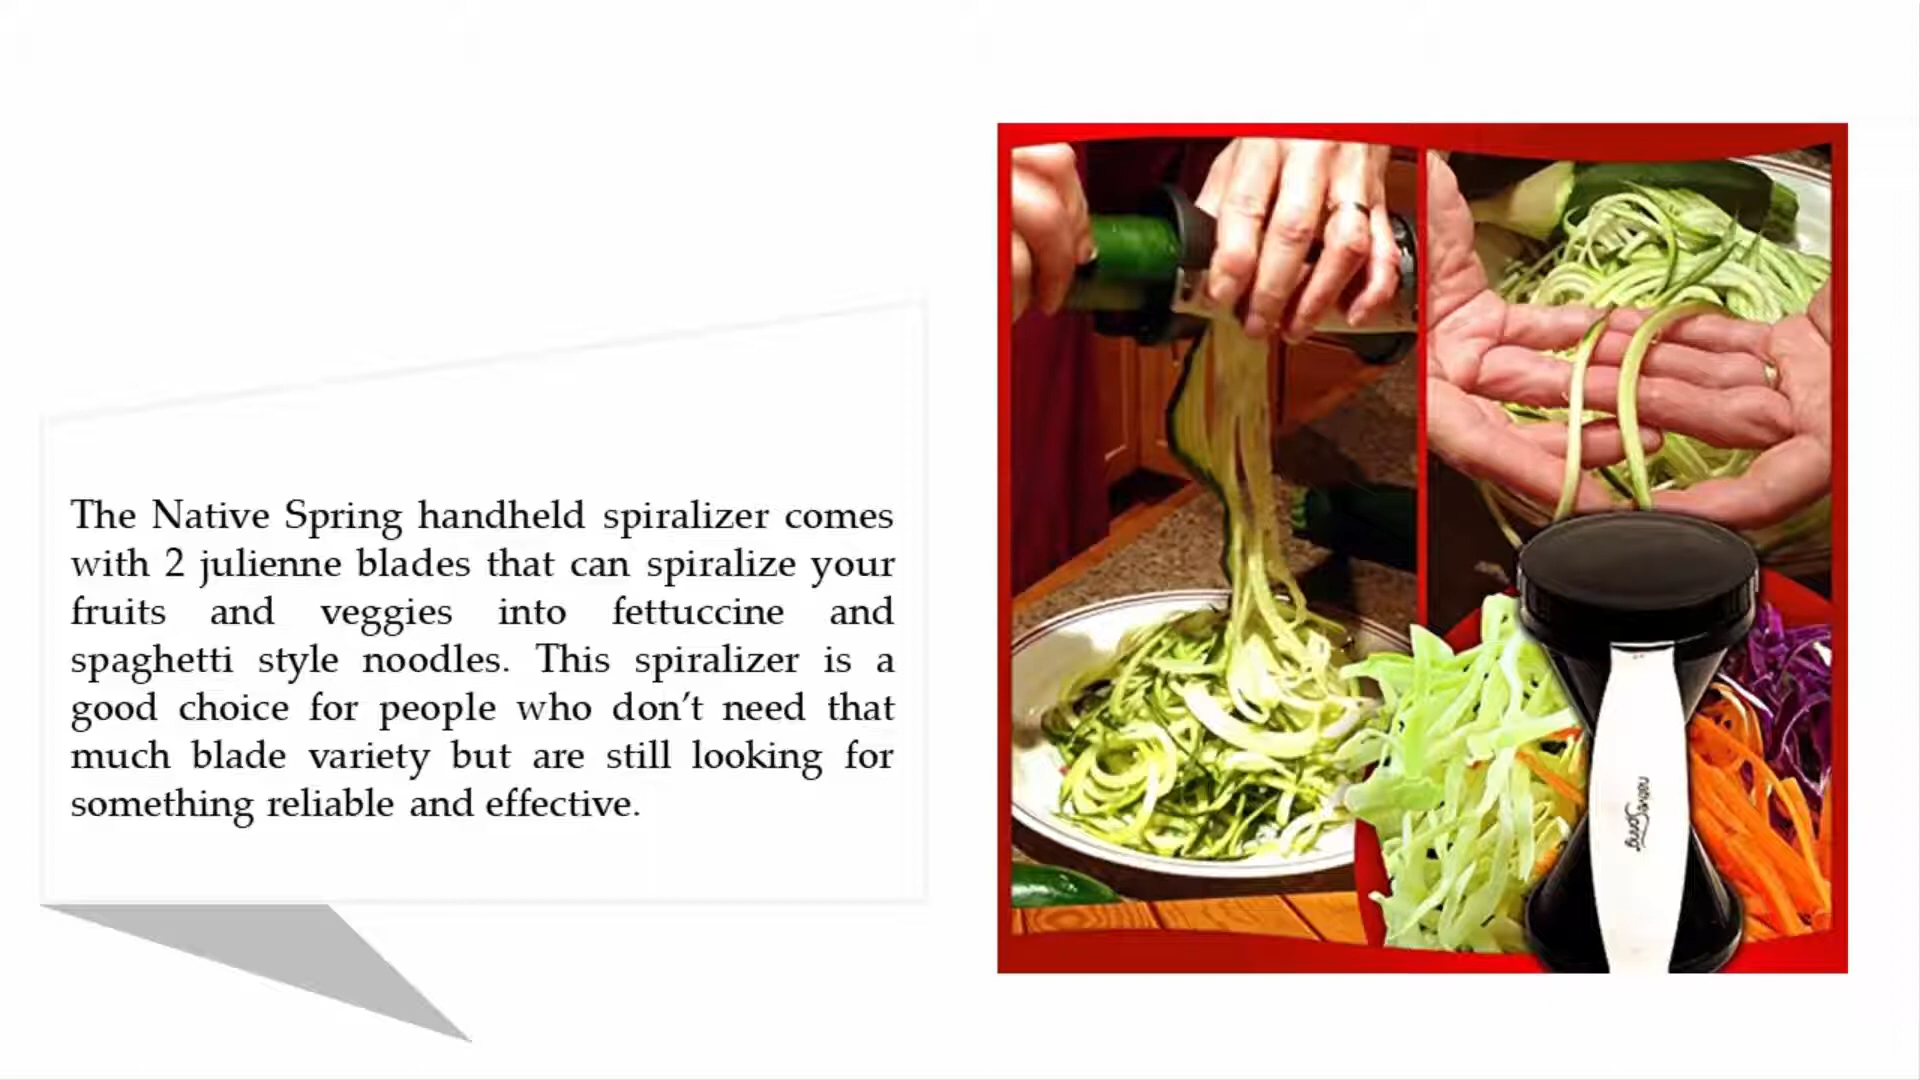 The Native Spring handheld spiralizer comes
with 2 julienne blades that can spiralize your
fruits and veggies into fettuccine and
spaghetti style noodles. This spiralizer is a
good choice for people who don’t need that
much blade variety but are still looking for
something reliable and effective.
nativeSpring